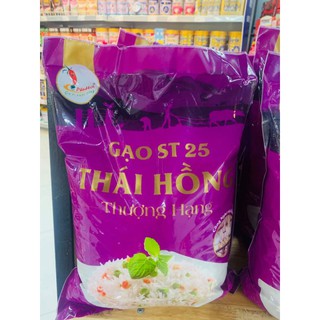 GẠO ST 25
THÁI HỒNG
Thượng Hạng